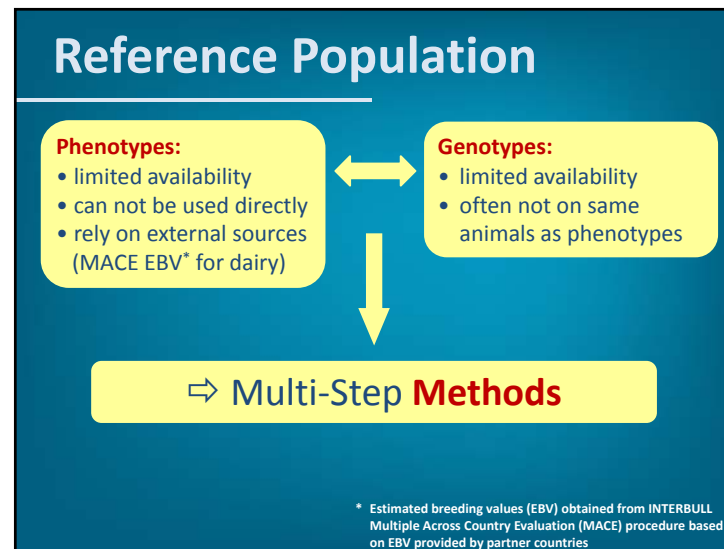 Reference Population
Phenotypes:
• limited availability
• can not be used directly
• rely on external sources
(MACE EBV* for dairy)
Genotypes:
• limited availability
• often not on same
animals as phenotypes
⇨ Multi-Step Methods
* Estimated breeding values (EBV) obtained from INTERBULL
Multiple Across Country Evaluation (MACE) procedure based
on EBV provided by partner countries